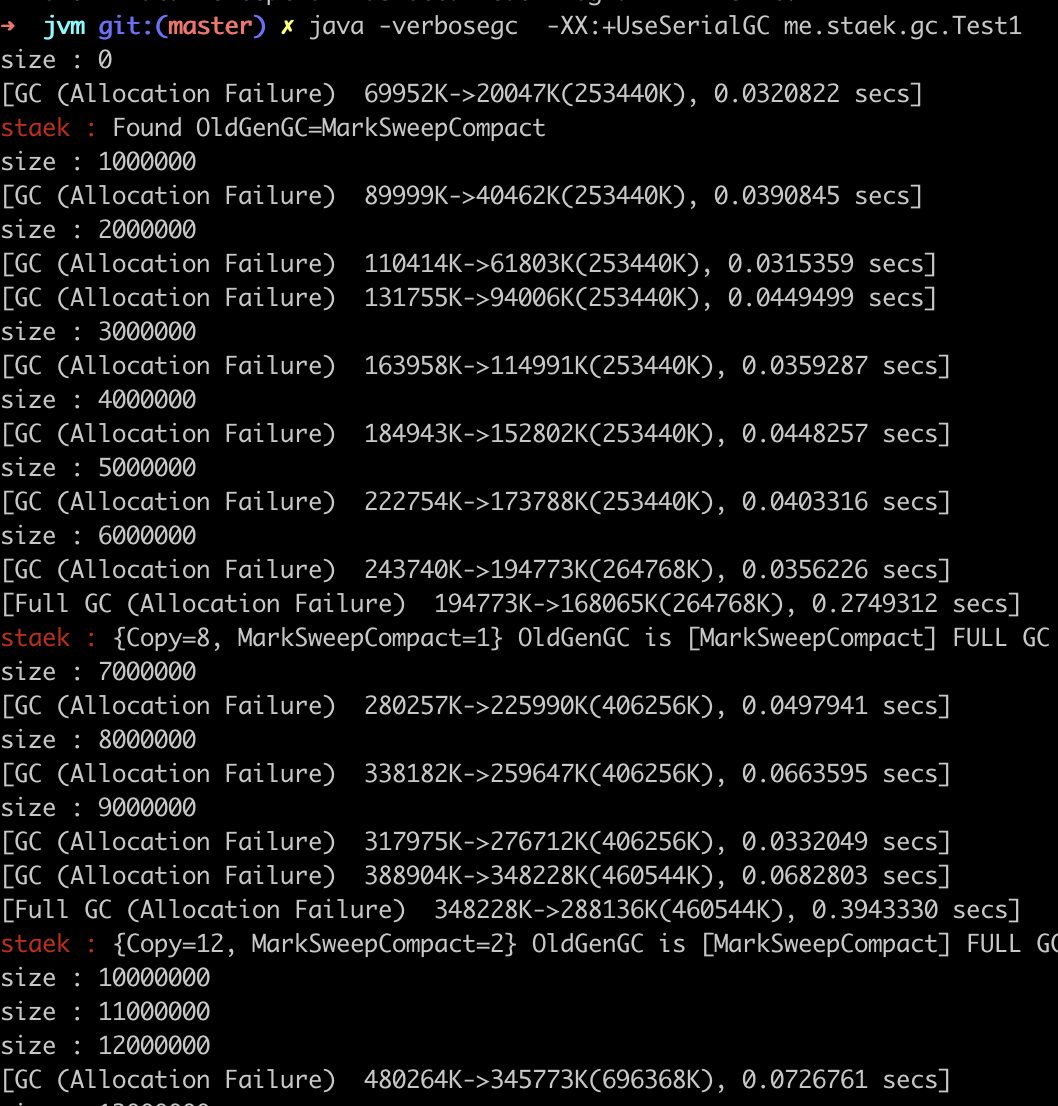 ➜  jvm git:(master) ✗ java -verbosegc  -XX:+UseSerialGC me.staek.gc.Test1
size : 0
[GC (Allocation Failure)  69952K->20047K(253440K), 0.0320822 secs]
staek : Found OldGenGC=MarkSweepCompact
size : 1000000
[GC (Allocation Failure)  89999K->40462K(253440K), 0.0390845 secs]
size : 2000000
[GC (Allocation Failure)  110414K->61803K(253440K), 0.0315359 secs]
[GC (Allocation Failure)  131755K->94006K(253440K), 0.0449499 secs]
size : 3000000
[GC (Allocation Failure)  163958K->114991K(253440K), 0.0359287 secs]
size : 4000000
[GC (Allocation Failure)  184943K->152802K(253440K), 0.0448257 secs]
size : 5000000
[GC (Allocation Failure)  222754K->173788K(253440K), 0.0403316 secs]
size : 6000000
[GC (Allocation Failure)  243740K->194773K(264768K), 0.0356226 secs]
[Full GC (Allocation Failure)  194773K->168065K(264768K), 0.2749312 secs]
staek : {Copy=8, MarkSweepCompact=1} OldGenGC is [MarkSweepCompact] FULL GC
size : 7000000
[GC (Allocation Failure)  280257K->225990K(406256K), 0.0497941 secs]
size : 8000000
[GC (Allocation Failure)  338182K->259647K(406256K), 0.0663595 secs]
size : 9000000
[GC (Allocation Failure)  317975K->276712K(406256K), 0.0332049 secs]
[GC (Allocation Failure)  388904K->348228K(460544K), 0.0682803 secs]
[Full GC (Allocation Failure)  348228K->288136K(460544K), 0.3943330 secs]
staek : {Copy=12, MarkSweepCompact=2} OldGenGC is [MarkSweepCompact] FULL GC
size : 10000000
size : 11000000
size : 12000000
[GC (Allocation Failure)  480264K->345773K(696368K), 0.0726761 secs]